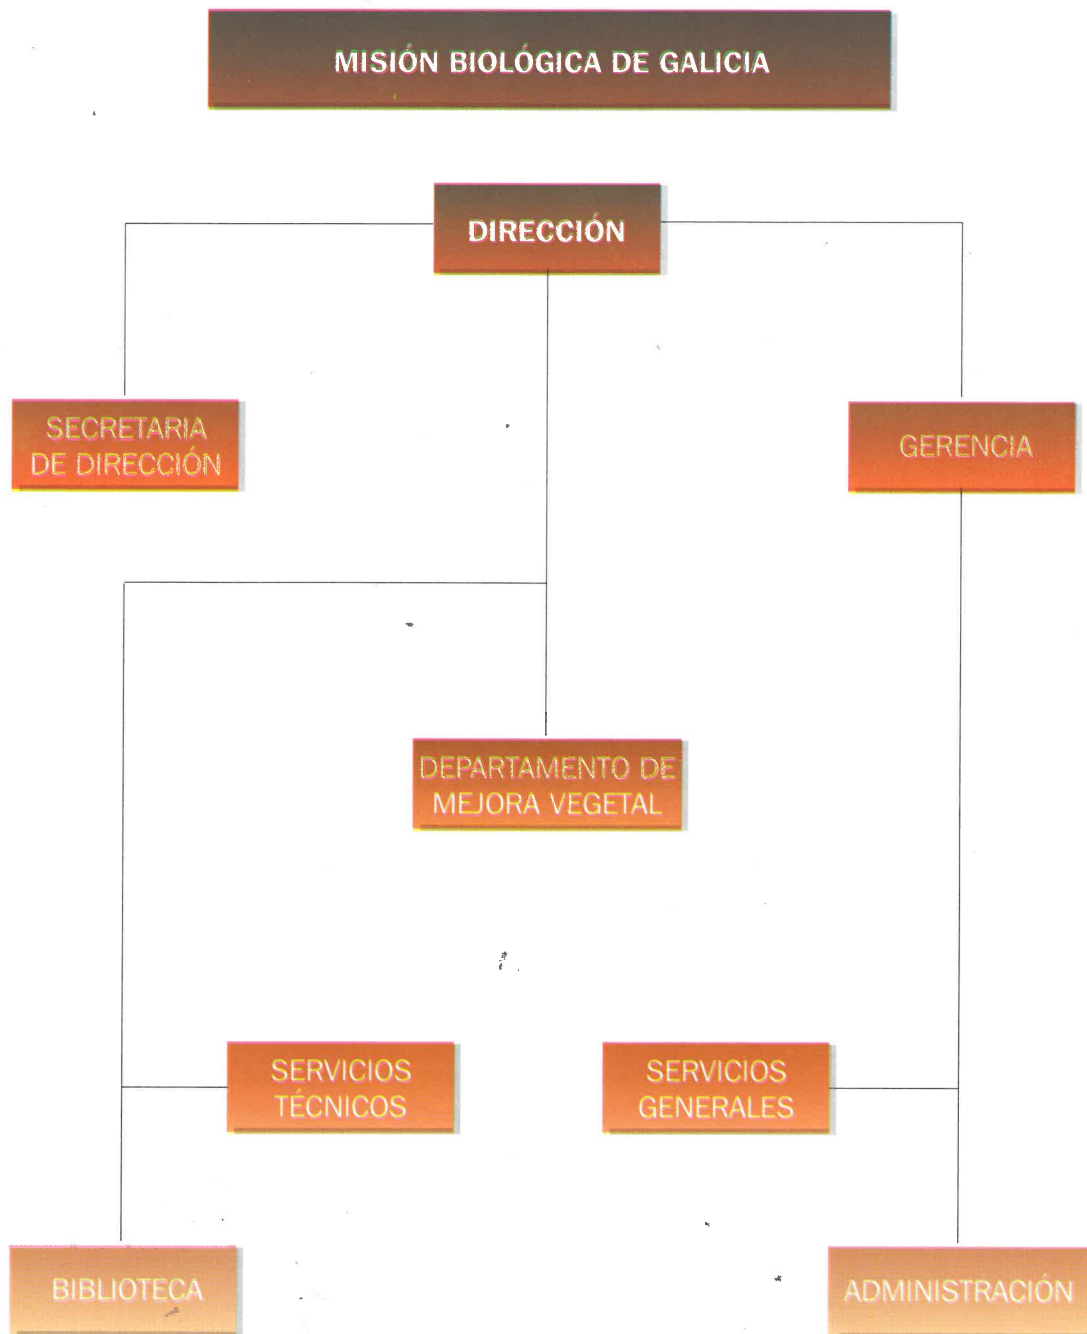 MISIÓN BIOLÓGICA DE GALICIA
DIRECCIÓN
SECRETARIA
DE DIRECCIÓN
GERENCIA
DEPARTAMENTO DE
MEJORA VEGETAL
SERVICIOS
TÉCNICOS
SERVICIOS
GENERALES
BIBLIOTECA
ADMINISTRACIÓN